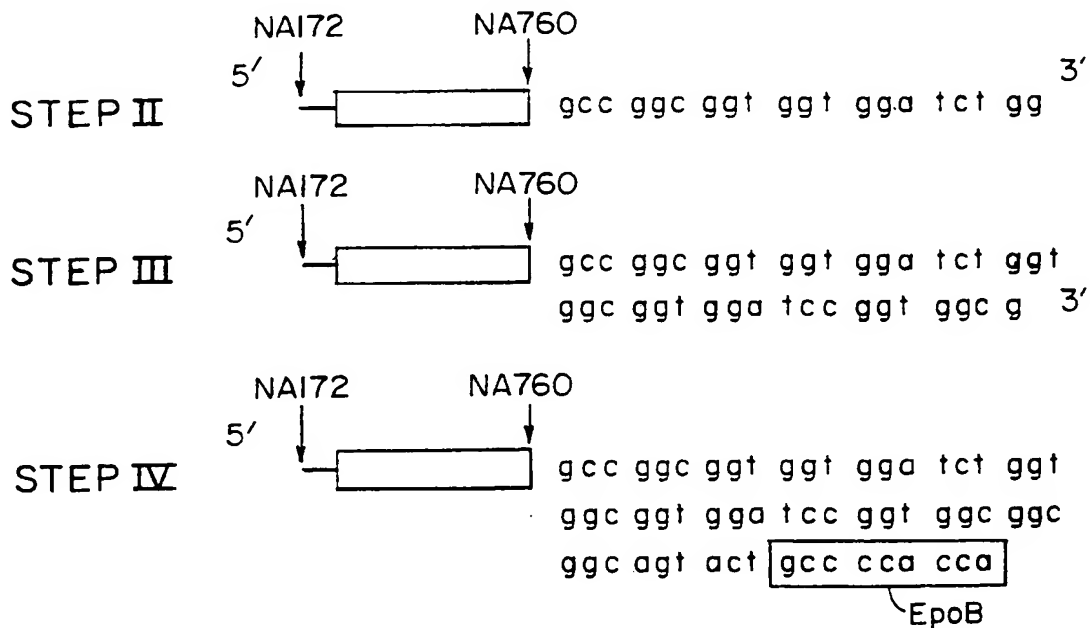 NA172 NA760
5′ 3′
STEP II gcc ggc ggt ggt gga tct gg
NA172 NA760
5′
STEP III gcc ggc ggt ggt gga tct ggt
ggc ggt gga tcc ggt ggc g 3′
NA172 NA760
5′
STEP IV gcc ggc ggt ggt gga tct ggt
ggc ggt gga tcc ggt ggc ggc
ggc agt act gcc cca cca
EpoB